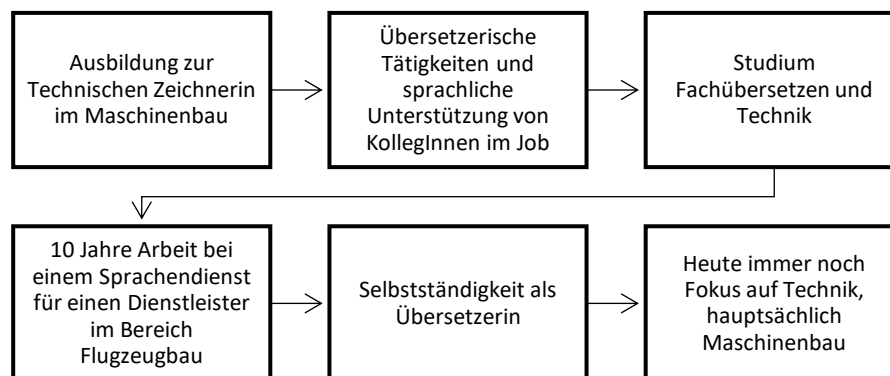 Ausbildung zur
Technischen Zeichnerin
im Maschinenbau
Übersetzerische
Tätigkeiten und
sprachliche
Unterstützung von
KollegInnen im Job
Studium
Fachübersetzen und
Technik
10 Jahre Arbeit bei
einem Sprachendienst
für einen Dienstleister
im Bereich
Flugzeugbau
Selbstständigkeit als
Übersetzerin
Heute immer noch
Fokus auf Technik,
hauptsächlich
Maschinenbau